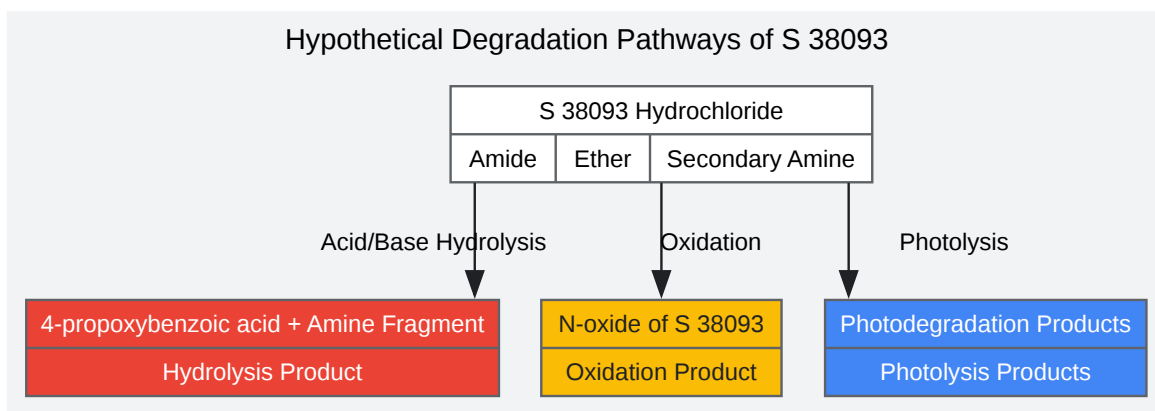 Hypothetical Degradation Pathways of S 38093
S 38093 Hydrochloride
Amide Ether Secondary Amine
Acid/Base Hydrolysis Oxidation Photolysis
4-propoxybenzoic acid + Amine Fragment
Hydrolysis Product
N-oxide of S 38093
Oxidation Product
Photodegradation Products
Photolysis Products